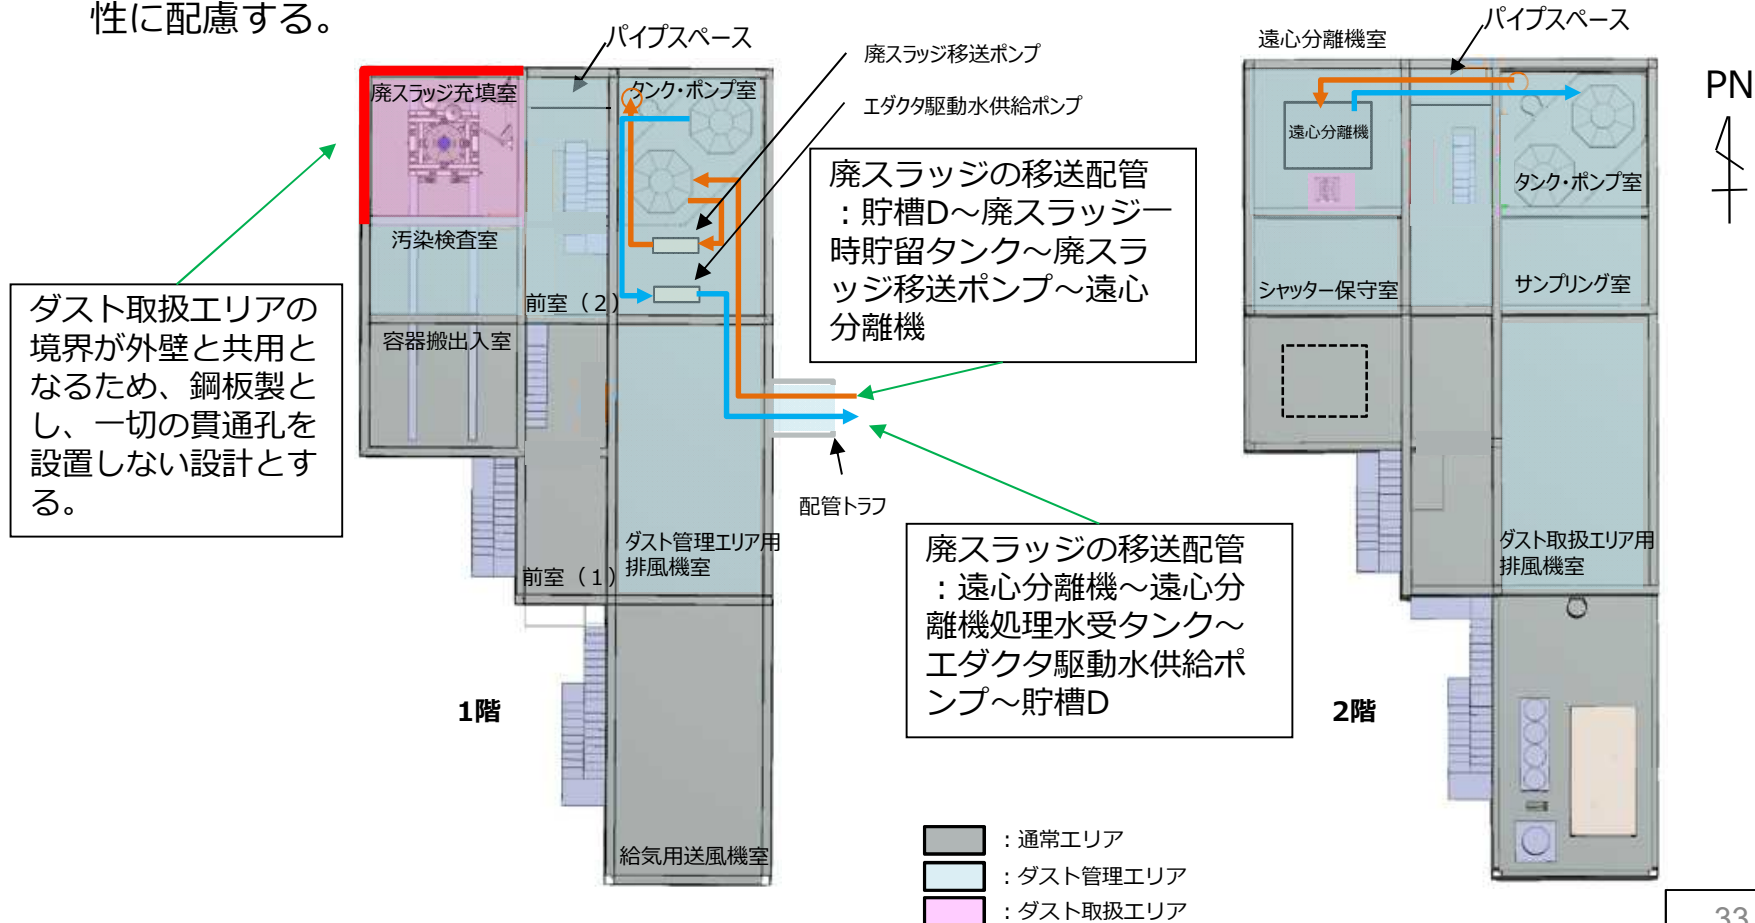 性に配慮する。
パイプスペース
廃スラッジ移送ポンプ
エダクタ駆動水供給ポンプ
廃スラッジ充填室
タンク・ポンプ室
汚染検査室
前室（2）
容器搬出入室
ダスト取扱エリアの
境界が外壁と共用と
なるため、鋼板製と
し、一切の貫通孔を
設置しない設計とす
る。
廃スラッジの移送配管
：貯槽D～廃スラッジ一
時貯留タンク～廃スラ
ッジ移送ポンプ～遠心
分離機
配管トラフ
ダスト管理エリア用
排風機室
前室（1）
廃スラッジの移送配管
：遠心分離機～遠心分
離機処理水受タンク～
エダクタ駆動水供給ポ
ンプ～貯槽D
1階
給気用送風機室
遠心分離機室
パイプスペース
PN
遠心分離機
タンク・ポンプ室
シャッター保守室
サンプリング室
ダスト取扱エリア用
排風機室
2階
：通常エリア
：ダスト管理エリア
：ダスト取扱エリア
33